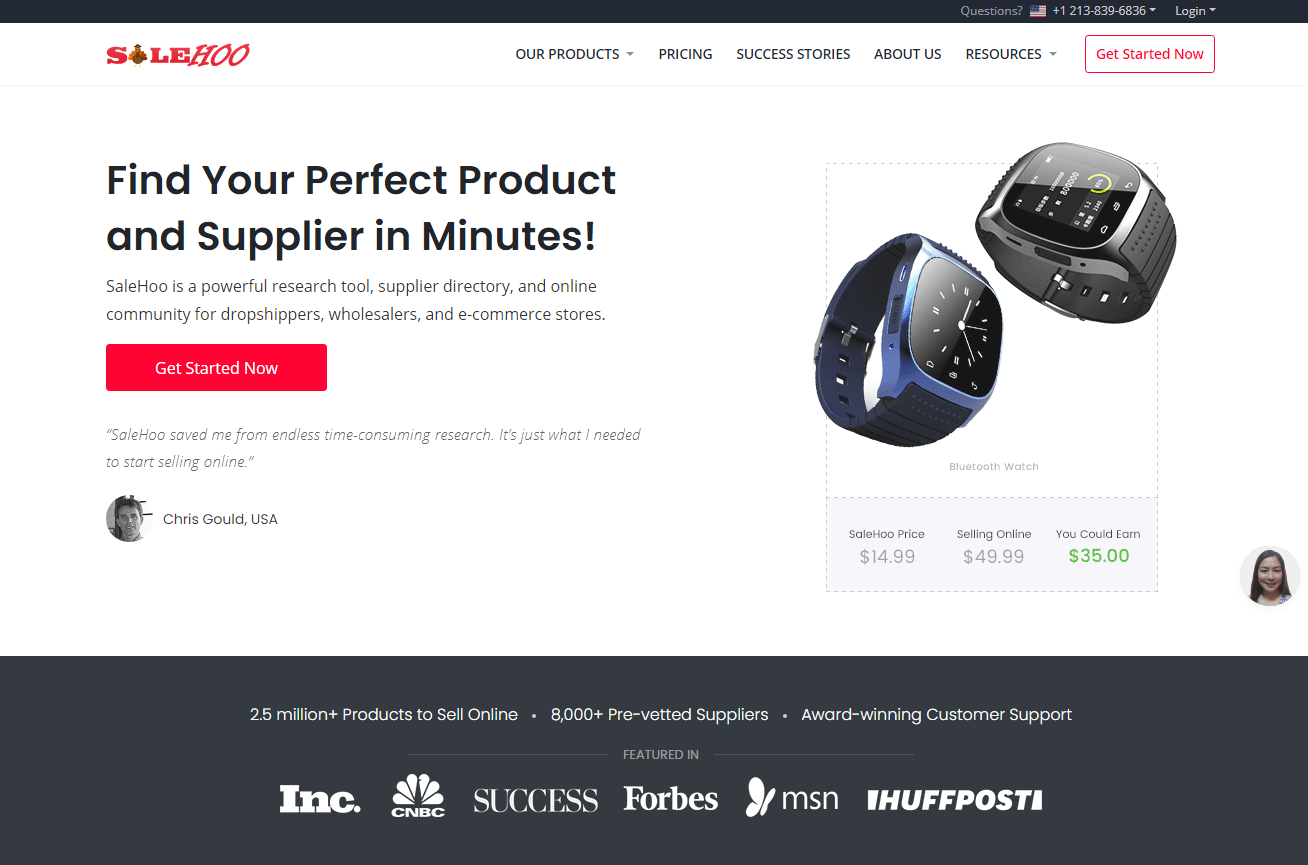 Questions? +1 213-839-6836 Login
SALEHOO
OUR PRODUCTS PRICING SUCCESS STORIES ABOUT US RESOURCES Get Started Now
Find Your Perfect Product
and Supplier in Minutes!
SaleHoo is a powerful research tool, supplier directory, and online
community for dropshippers, wholesalers, and e-commerce stores.
Get Started Now
“SaleHoo saved me from endless time-consuming research. It’s just what I needed
to start selling online.”
Chris Gould, USA
Bluetooth Watch
SaleHoo Price Selling Online You Could Earn
$14.99 $49.99 $35.00
2.5 million+ Products to Sell Online • 8,000+ Pre-vetted Suppliers • Award-winning Customer Support
FEATURED IN
Inc. CNBC SUCCESS Forbes msn IHUFFPOSTI